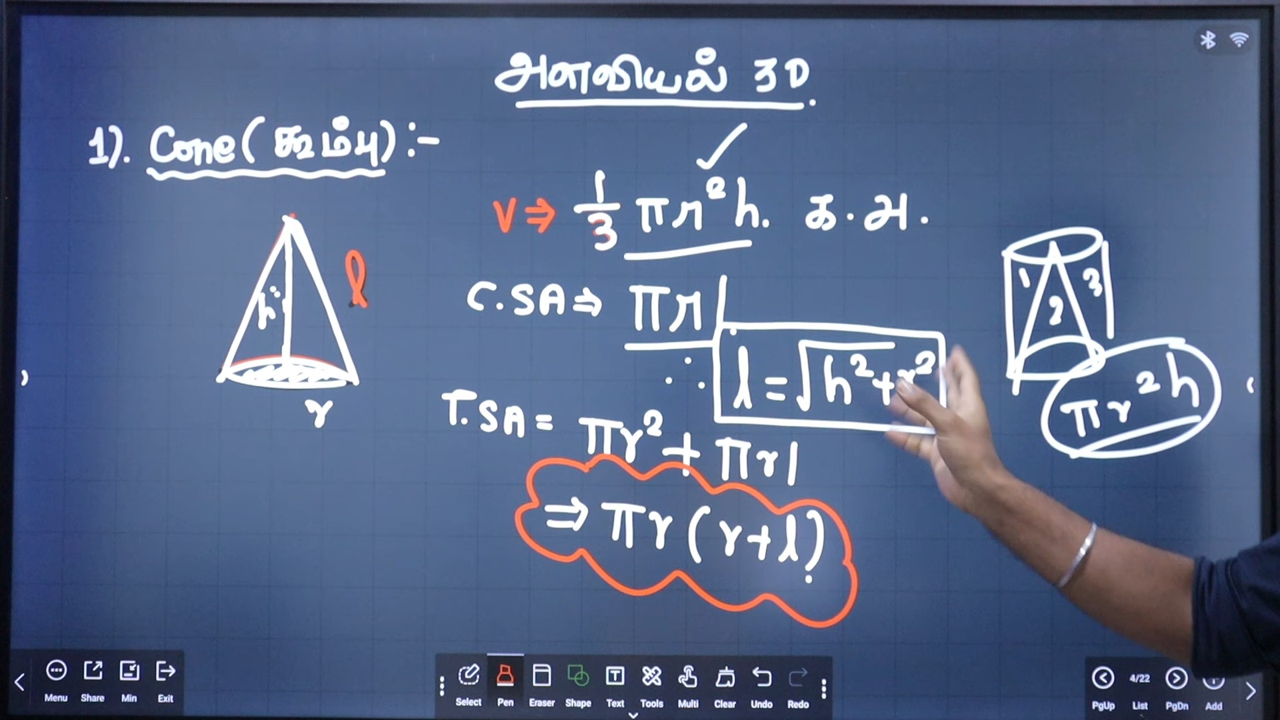 அளவியல் 3D.
1). Cone (கூம்பு) :-
V ⇒ 1/3 πr²h. க.அ.
h
l
r
C.SA ⇒ πrl
∴ l = √h²+r²
T.SA = πr² + πrl
⇒ πr(r+l).
1 2 3
πr²h
Menu Share Min Exit
Select Pen Eraser Shape Text Tools Multi Clear Undo Redo
4/22
PgUp List PgDn Add